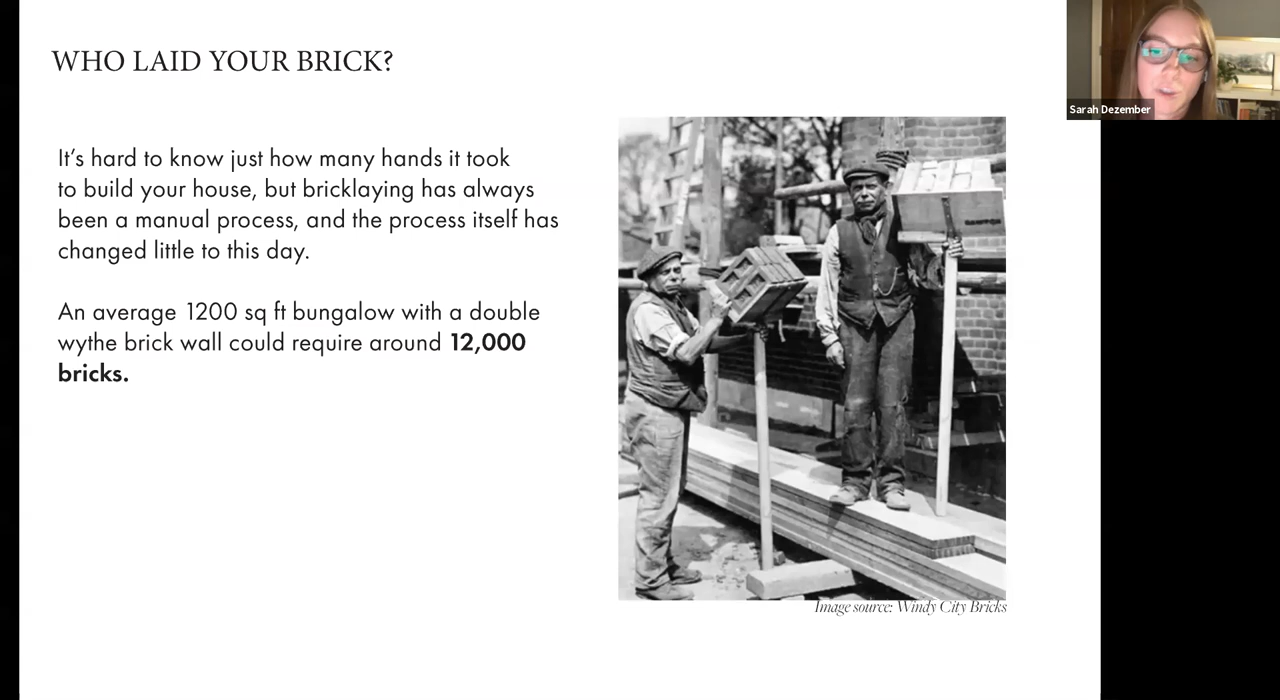 WHO LAID YOUR BRICK?
Sarah Dezember
It’s hard to know just how many hands it took
to build your house, but bricklaying has always
been a manual process, and the process itself has
changed little to this day.
An average 1200 sq ft bungalow with a double
wythe brick wall could require around 12,000
bricks.
Image source: Windy City Bricks